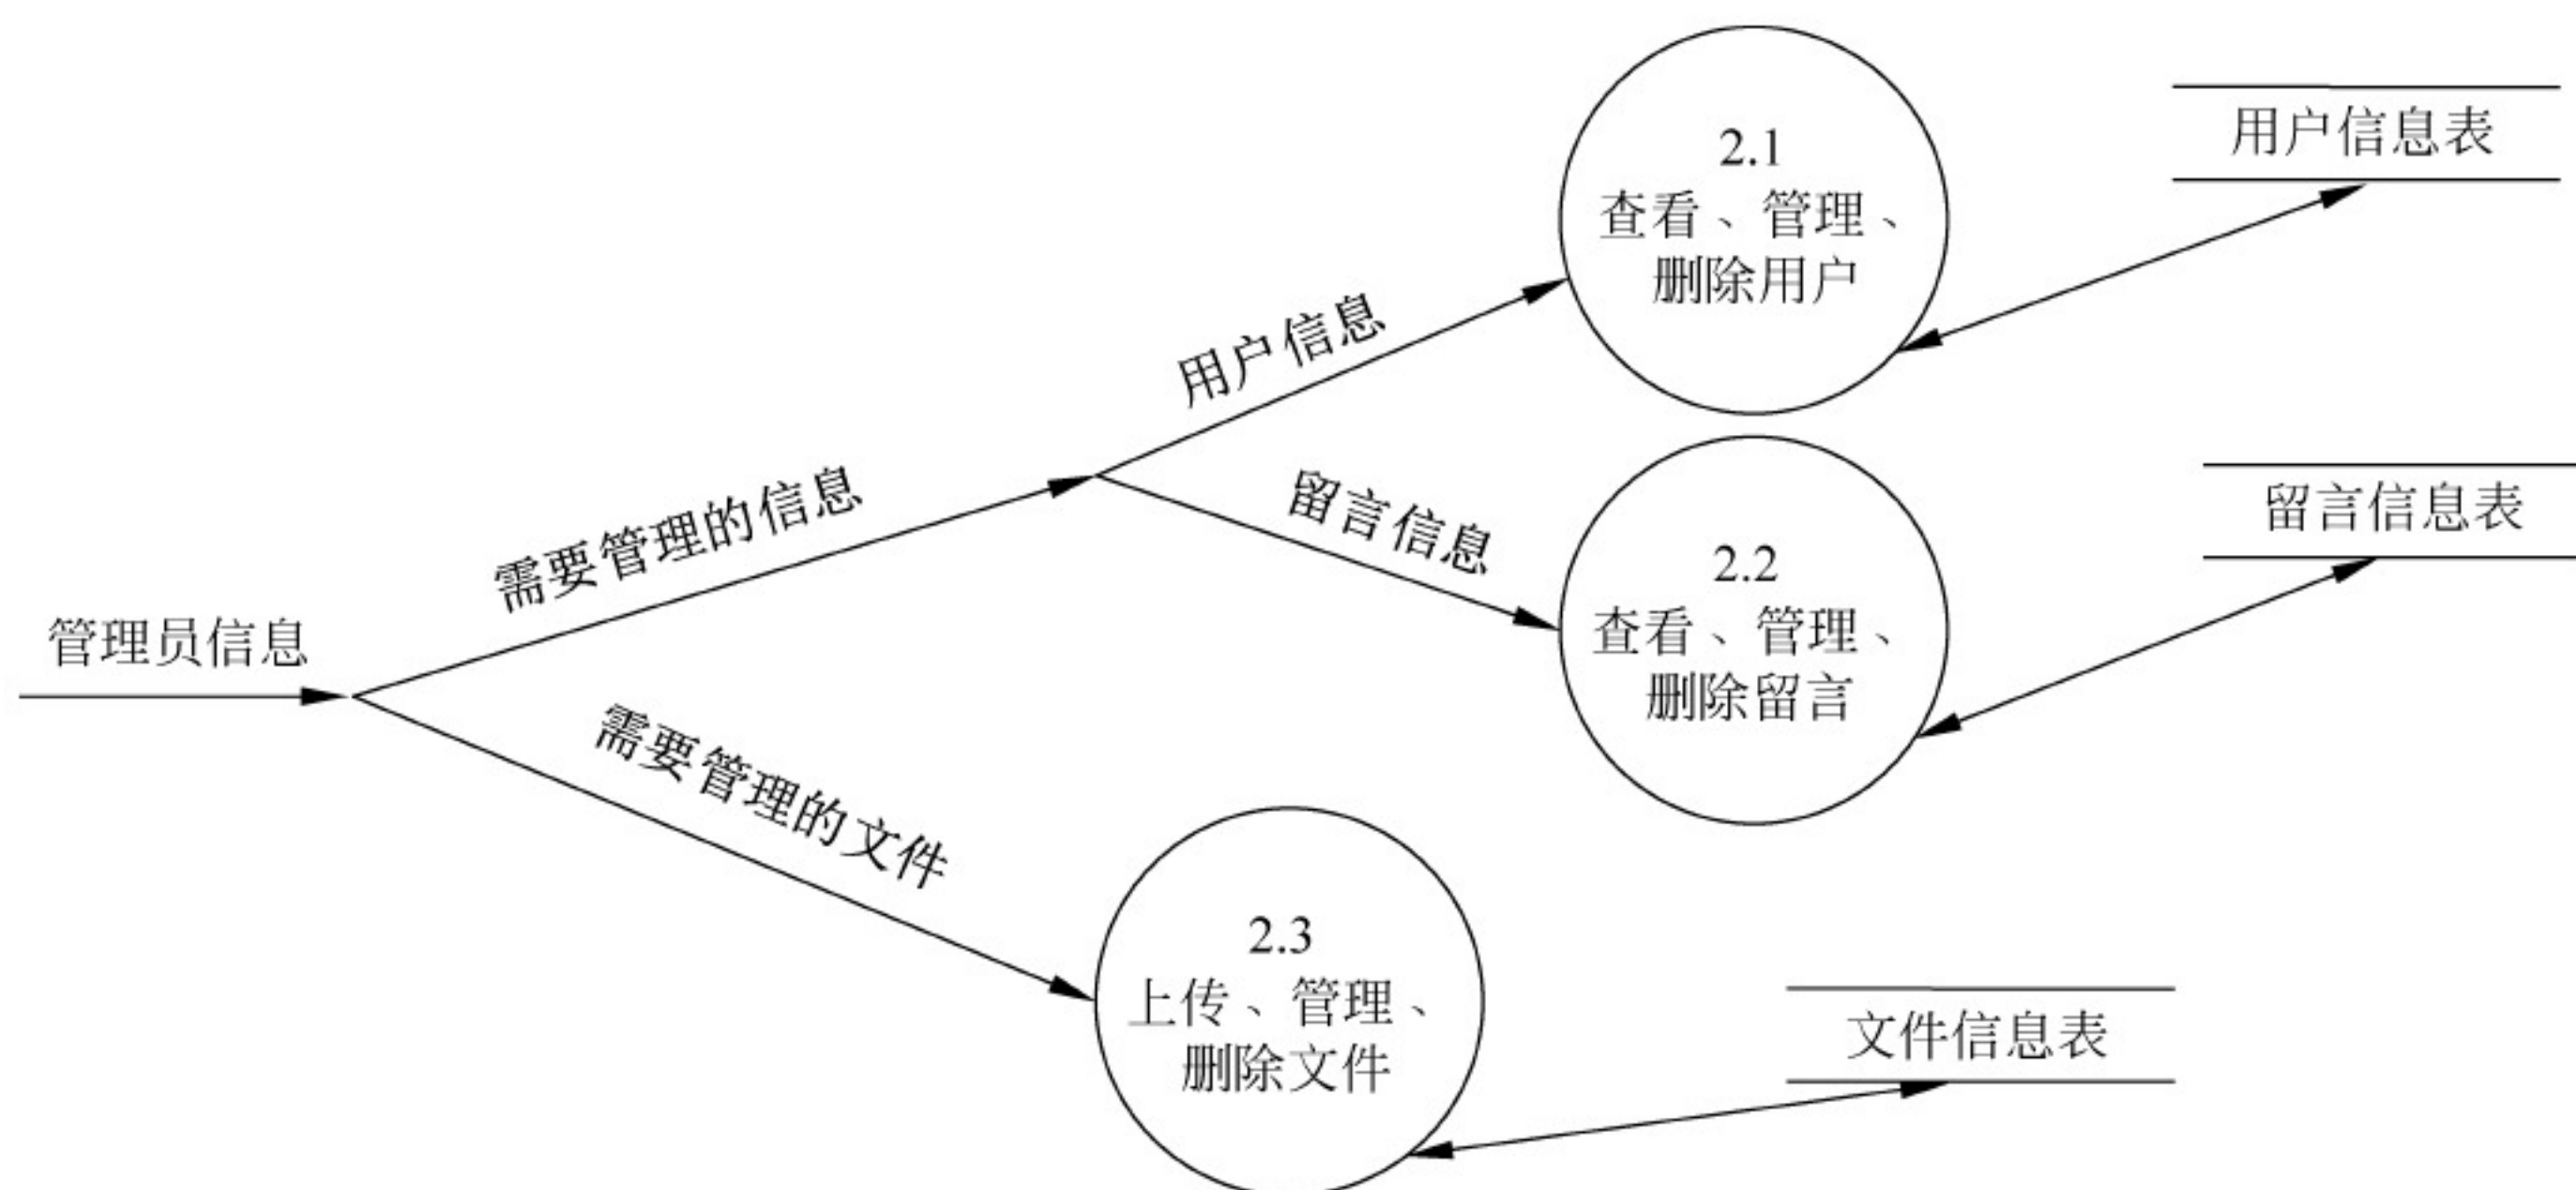 2.1
查看、管理、
删除用户
用户信息表
用户信息
需要管理的信息
留言信息
2.2
查看、管理、
删除留言
留言信息表
管理员信息
需要管理的文件
2.3
上传、管理、
删除文件
文件信息表